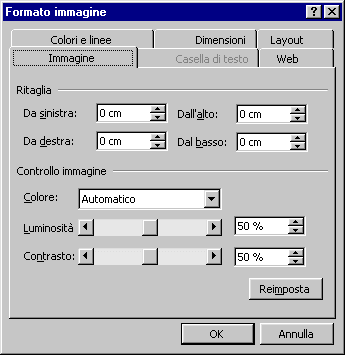 Formato immagine
Colori e linee Dimensioni Layout
Immagine Casella di testo Web
Ritaglia
Da sinistra: 0 cm Dall'alto: 0 cm
Da destra: 0 cm Dal basso: 0 cm
Controllo immagine
Colore: Automatico
Luminosità 50 %
Contrasto: 50 %
Reimposta
OK Annulla